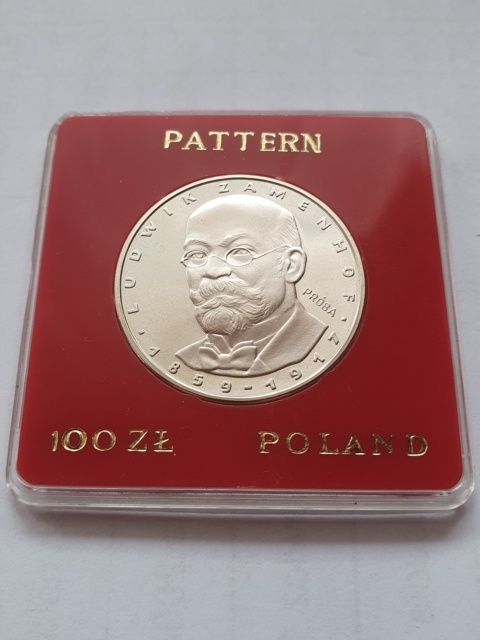 PATTERN
LUDWIK ZAMENHOF
PRÓBA
1859-1917
100 ZŁ POLAND